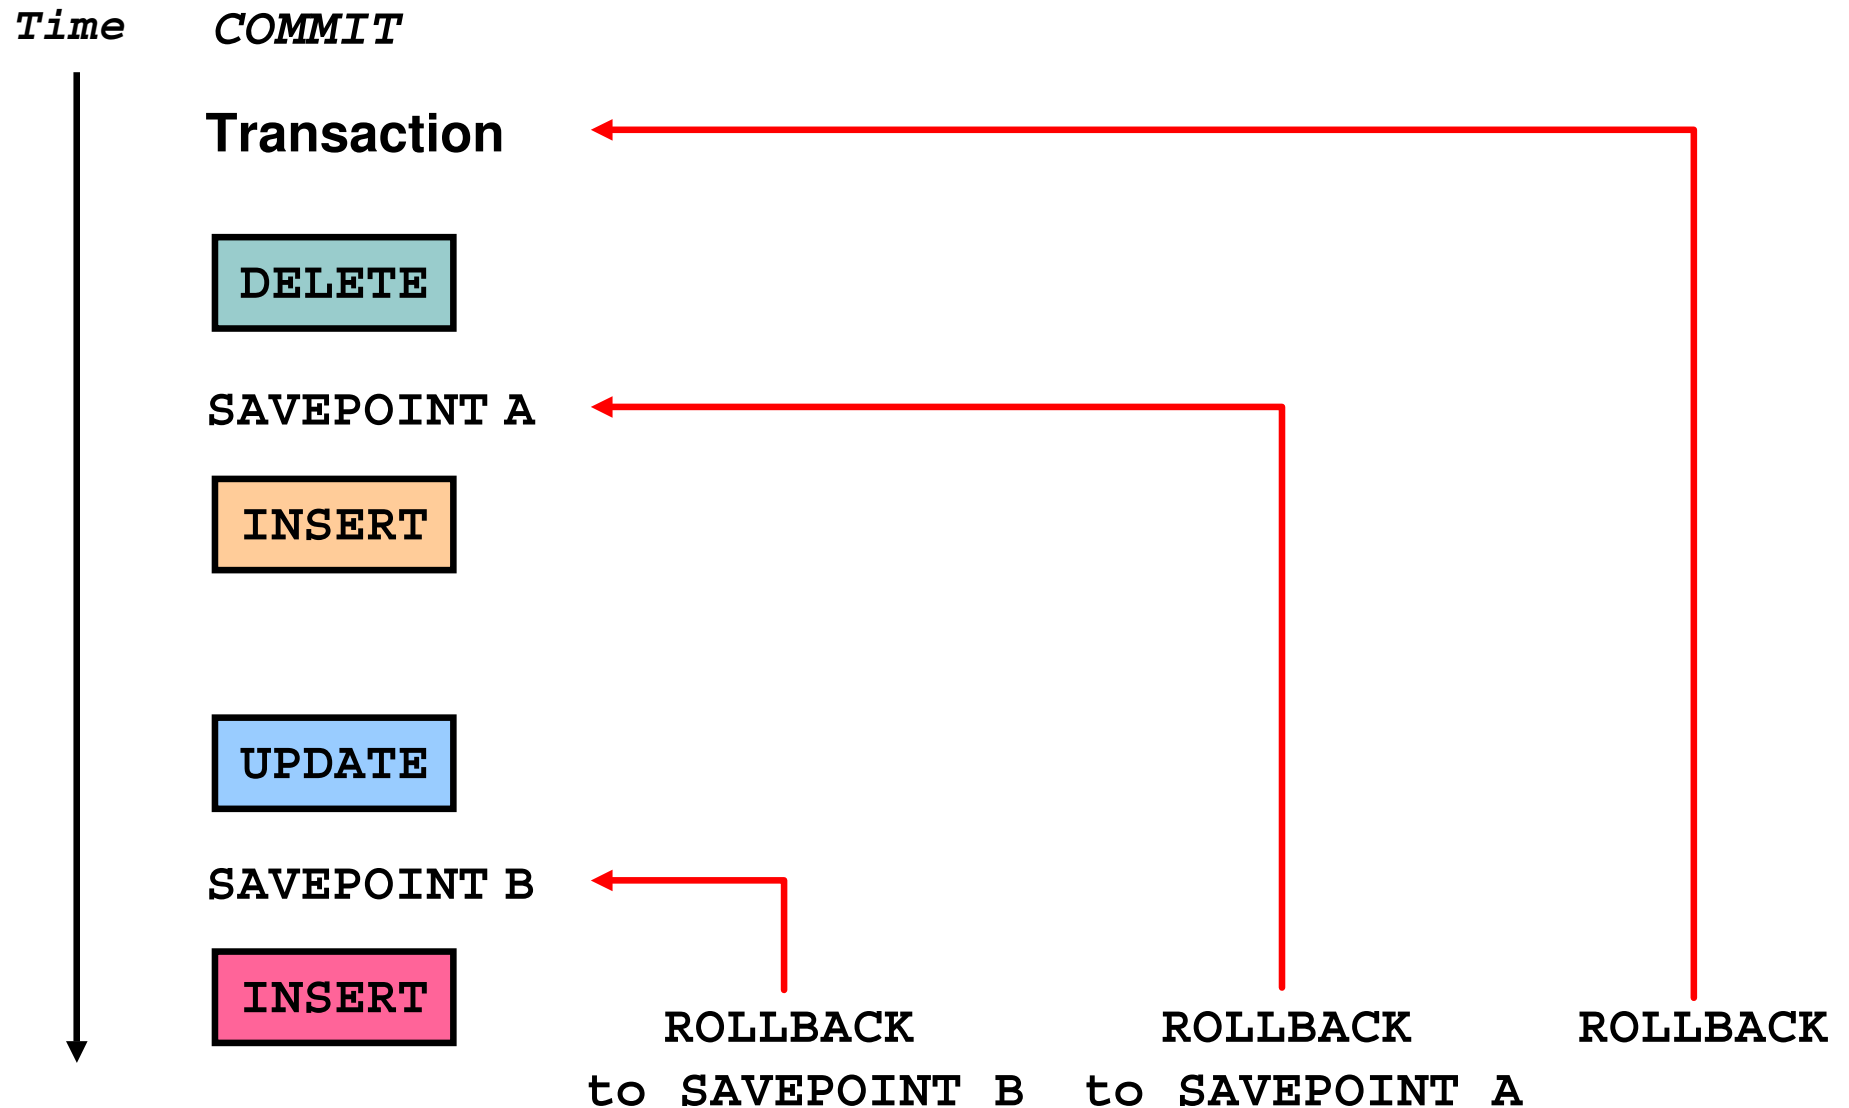 Time COMMIT
Transaction
DELETE
SAVEPOINT A
INSERT
UPDATE
SAVEPOINT B
INSERT
ROLLBACK
to SAVEPOINT B
ROLLBACK
to SAVEPOINT A
ROLLBACK